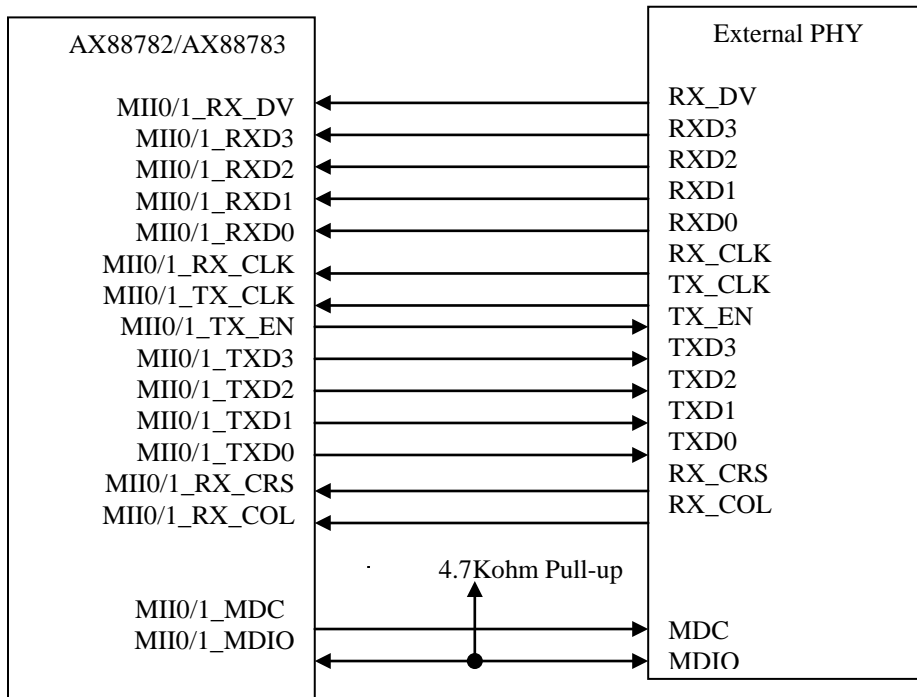 AX88782/AX88783
MII0/1_RX_DV
MII0/1_RXD3
MII0/1_RXD2
MII0/1_RXD1
MII0/1_RXD0
MII0/1_RX_CLK
MII0/1_TX_CLK
MII0/1_TX_EN
MII0/1_TXD3
MII0/1_TXD2
MII0/1_TXD1
MII0/1_TXD0
MII0/1_RX_CRS
MII0/1_RX_COL
MII0/1_MDC
MII0/1_MDIO
4.7Kohm Pull-up
External PHY
RX_DV
RXD3
RXD2
RXD1
RXD0
RX_CLK
TX_CLK
TX_EN
TXD3
TXD2
TXD1
TXD0
RX_CRS
RX_COL
MDC
MDIO